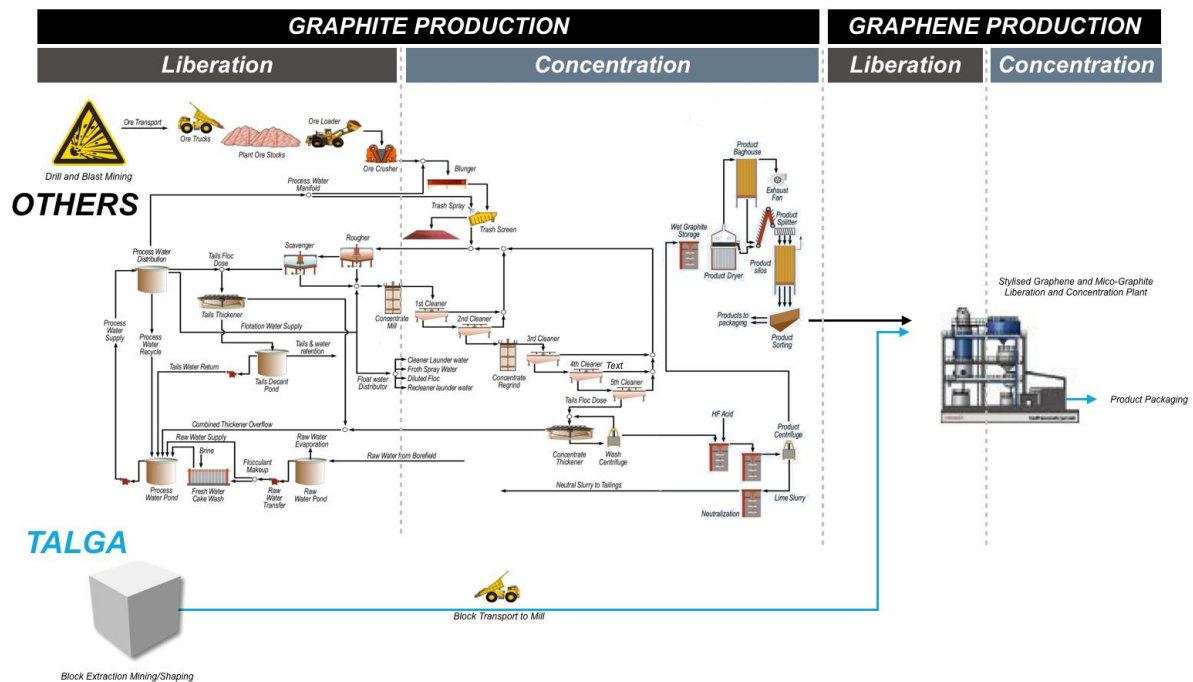 GRAPHITE PRODUCTION
GRAPHENE PRODUCTION
Liberation
Concentration
Liberation
Concentration
Ore Transport
Ore Trucks
Plant Ore Stocks
Ore Loader
Ore Crusher
Drill and Blast Mining
OTHERS
Process Water
Manifold
Blunger
Trash Spray
Trash Screen
Product
Baghouse
Exhaust
Fan
Product
Splitter
Wet Graphite
Storage
Product Dryer
Product
silos
Process Water
Distribution
Tails Floc
Dose
Scavenger
Rougher
Tails Thickener
Concentrate
Mill
1st Cleaner
2nd Cleaner
3rd Cleaner
4th Cleaner
Text
5th Cleaner
Concentrate
Regrind
Products to
packaging
Product
Sorting
Stylised Graphene and Mico-Graphite
Liberation and Concentration Plant
Product Packaging
Process
Water
Supply
Process
Water
Recycle
Flotation Water Supply
Tails & water
retention
Tails Water Return
Tails Decant
Pond
Float water
Distributor
Cleaner Launder water
Froth Spray Water
Diluted Floc
Recleaner launder water
Tails Floc Dose
Combined Thickener Overflow
Raw Water Supply
Brine
Raw Water
Evaporation
Flocculant
Makeup
Raw Water from Borefield
Process
Water Pond
Fresh Water
Cake Wash
Raw
Water
Transfer
Raw
Water Pond
Concentrate
Thickener
Wash
Centrifuge
HF Acid
Product
Centrifuge
Neutral Slurry to Tailings
Neutralization
Lime Slurry
TALGA
Block Transport to Mill
Block Extraction Mining/Shaping